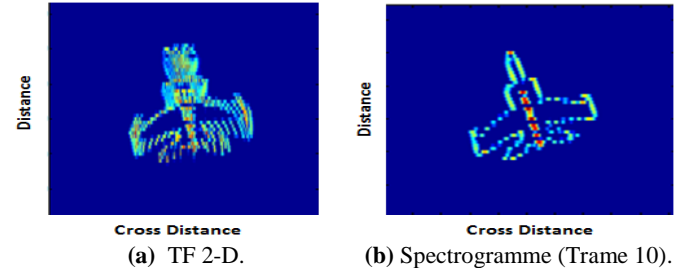 Distance
Cross Distance
(a) TF 2-D.
Distance
Cross Distance
(b) Spectrogramme (Trame 10).